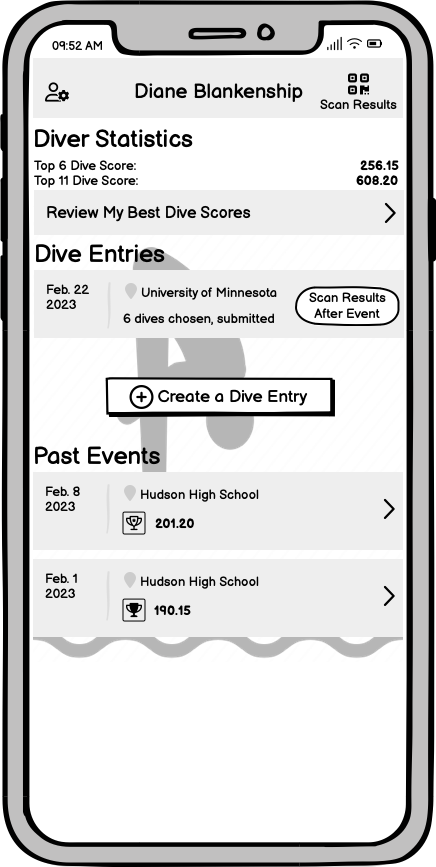 09:52 AM
Diane Blankenship
Scan Results
Diver Statistics
Top 6 Dive Score: 256.15
Top 11 Dive Score: 608.20
Review My Best Dive Scores
Dive Entries
Feb. 22
2023
University of Minnesota
6 dives chosen, submitted
Scan Results
After Event
Create a Dive Entry
Past Events
Feb. 8
2023
Hudson High School
201.20
Feb. 1
2023
Hudson High School
190.15